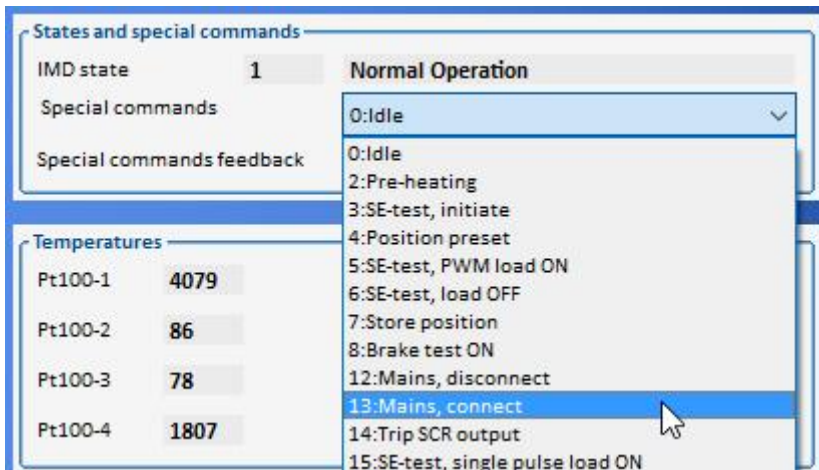 States and special commands
IMD state 1 Normal Operation
Special commands 0:Idle
Special commands feedback
0:Idle
2:Pre-heating
3:SE-test, initiate
4:Position preset
5:SE-test, PWM load ON
6:SE-test, load OFF
7:Store position
8:Brake test ON
12:Mains, disconnect
13:Mains, connect
14:Trip SCR output
15:SE-test, single pulse load ON
Temperatures
Pt100-1 4079
Pt100-2 86
Pt100-3 78
Pt100-4 1807